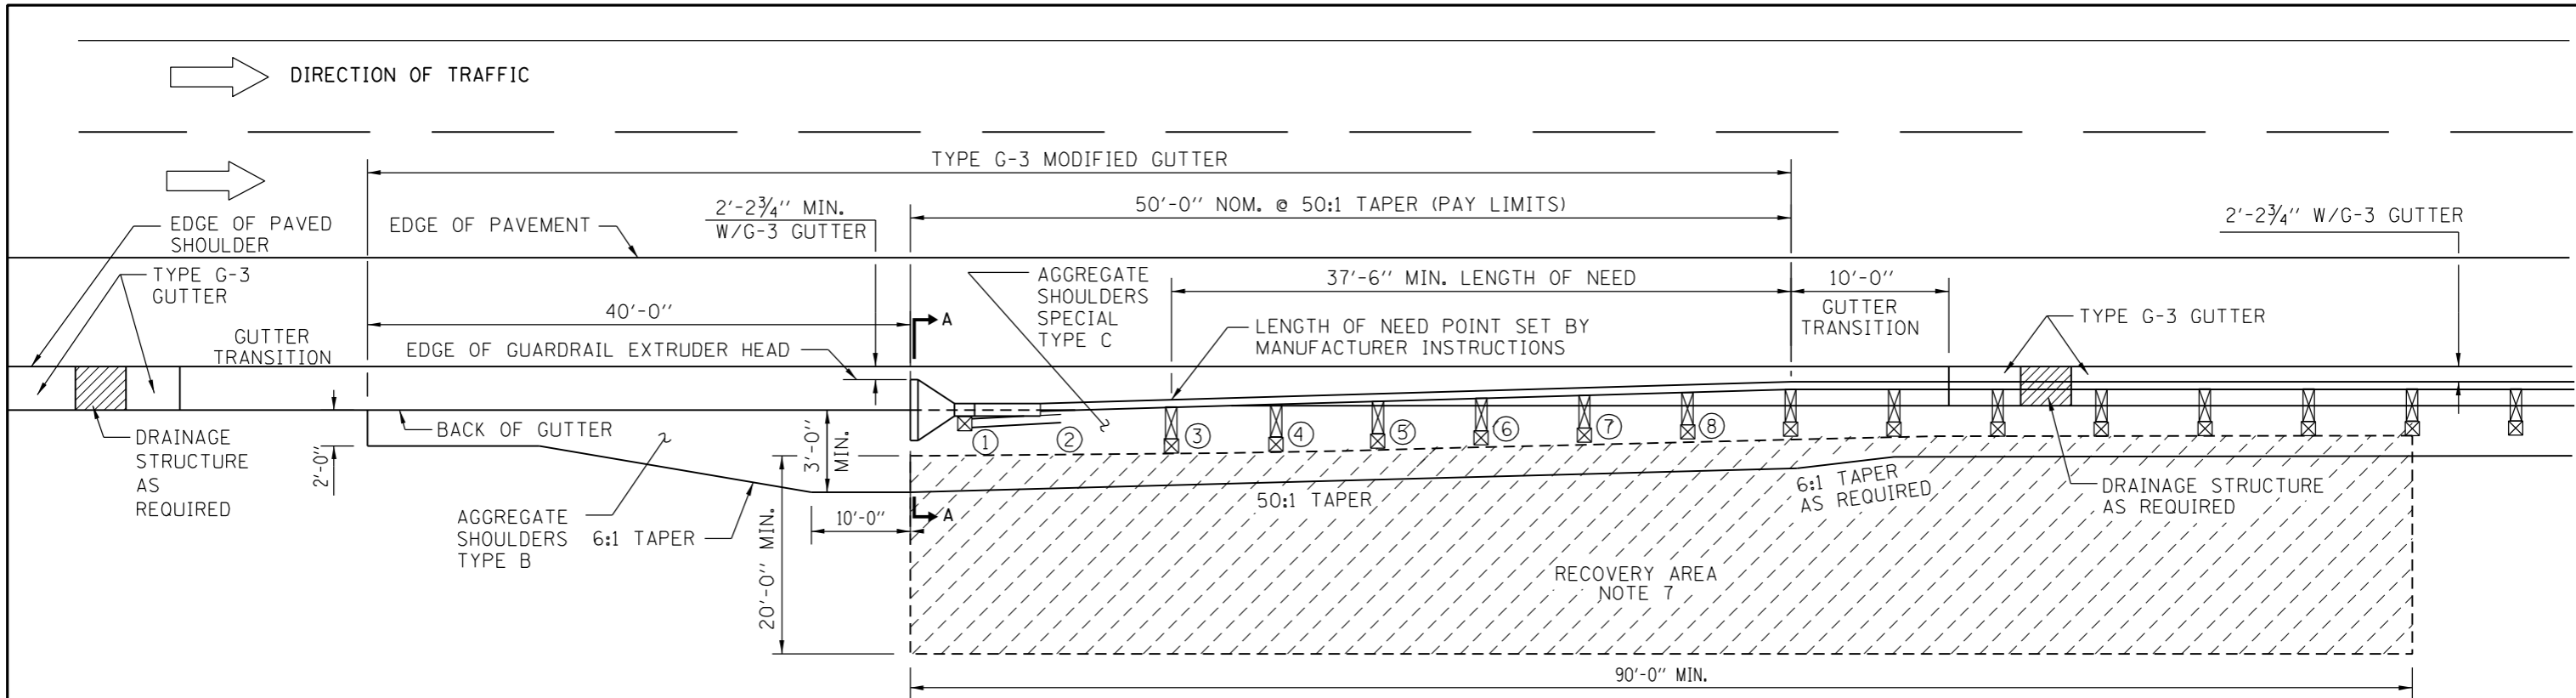 DIRECTION OF TRAFFIC
TYPE G-3 MODIFIED GUTTER
2'-2¾'' MIN.
W/G-3 GUTTER
50'-0'' NOM. @ 50:1 TAPER (PAY LIMITS)
2'-2¾'' W/G-3 GUTTER
EDGE OF PAVED
SHOULDER
EDGE OF PAVEMENT
TYPE G-3
GUTTER
AGGREGATE
SHOULDERS
SPECIAL
TYPE C
37'-6'' MIN. LENGTH OF NEED
10'-0''
GUTTER
TRANSITION
40'-0''
A
LENGTH OF NEED POINT SET BY
MANUFACTURER INSTRUCTIONS
TYPE G-3 GUTTER
GUTTER
TRANSITION
EDGE OF GUARDRAIL EXTRUDER HEAD
BACK OF GUTTER
1
2
3
4
5
6
7
8
DRAINAGE
STRUCTURE
AS
REQUIRED
2'-0''
3'-0''
MIN.
AGGREGATE
SHOULDERS
TYPE B
6:1 TAPER
10'-0''
A
50:1 TAPER
6:1 TAPER
AS REQUIRED
DRAINAGE STRUCTURE
AS REQUIRED
20'-0'' MIN.
RECOVERY AREA
NOTE 7
90'-0'' MIN.